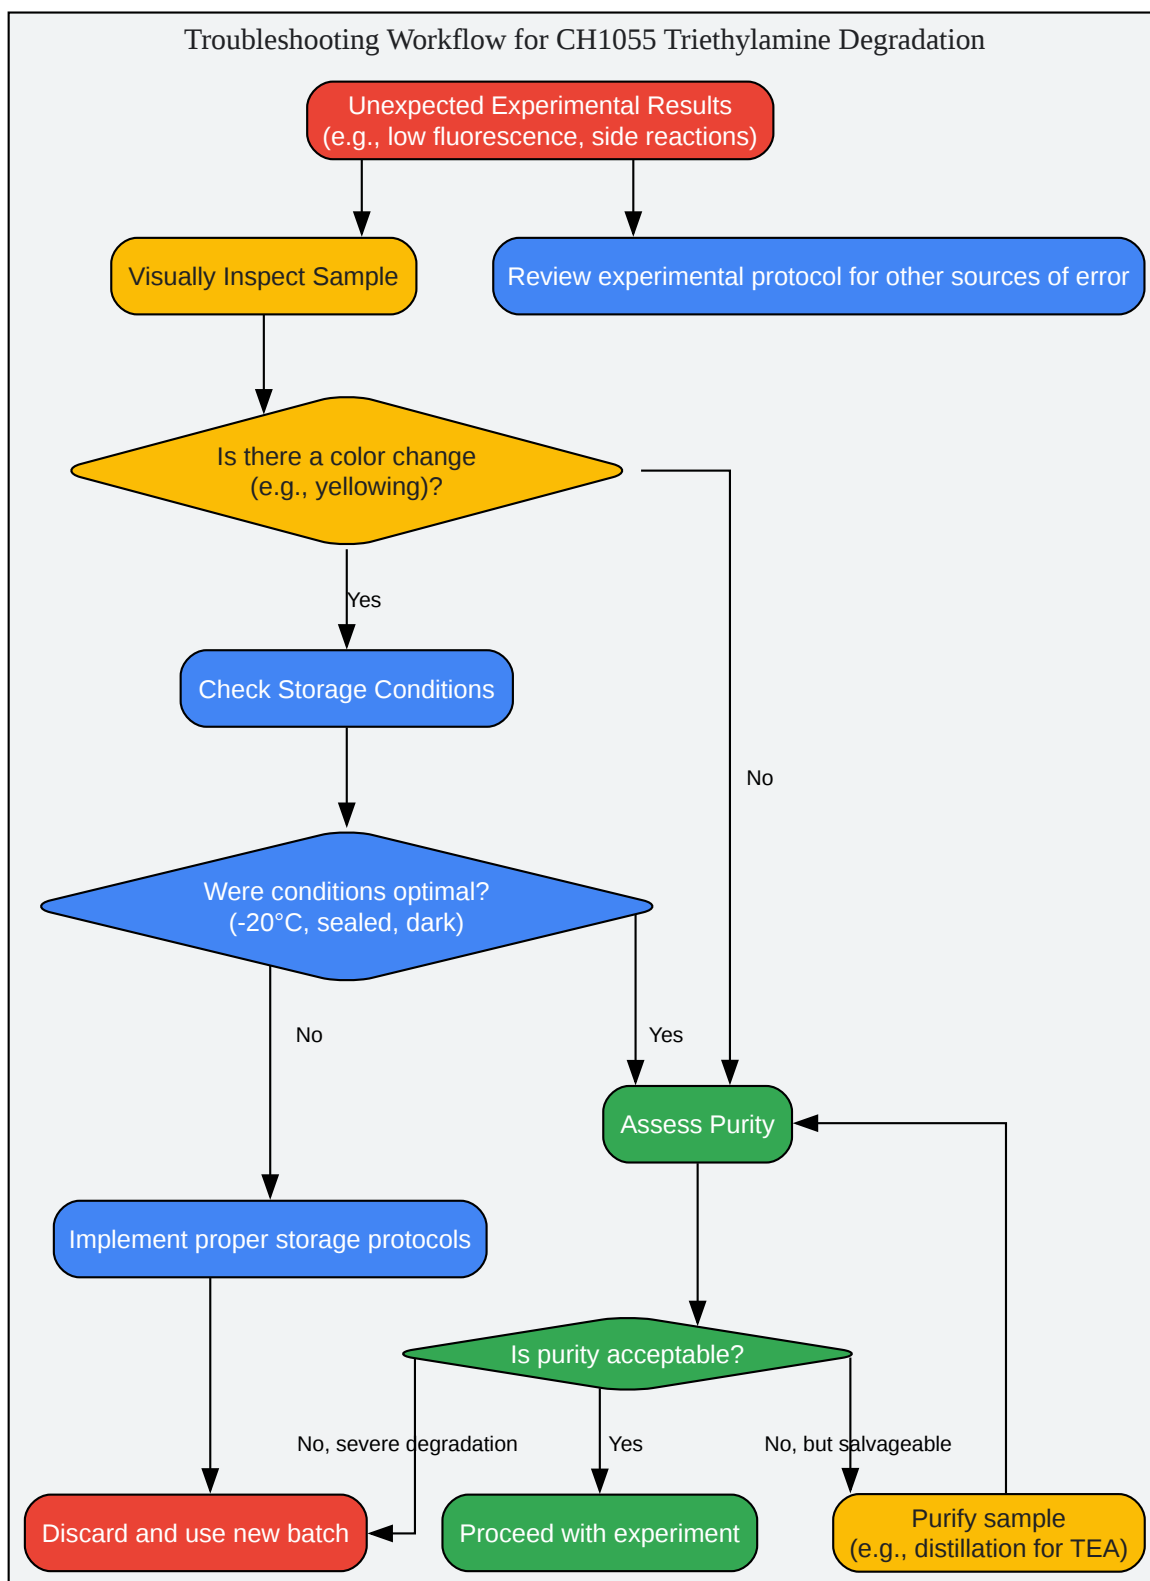 Troubleshooting Workflow for CH1055 Triethylamine Degradation
Unexpected Experimental Results
(e.g., low fluorescence, side reactions)
Visually Inspect Sample
Review experimental protocol for other sources of error
Is there a color change
(e.g., yellowing)?
Yes
Check Storage Conditions
No
Were conditions optimal?
(-20°C, sealed, dark)
No
Yes
Assess Purity
Implement proper storage protocols
Is purity acceptable?
No, severe degradation
Yes
No, but salvageable
Discard and use new batch
Proceed with experiment
Purify sample
(e.g., distillation for TEA)